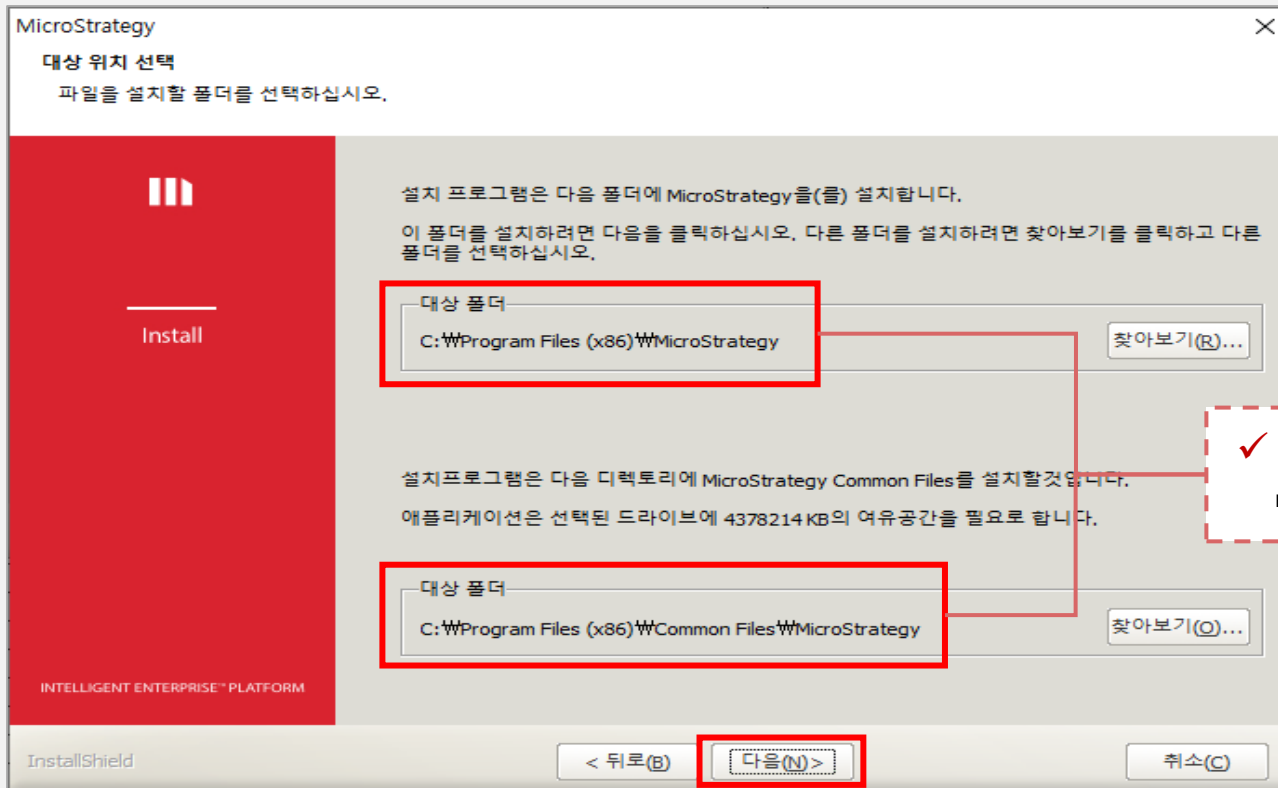 MicroStrategy
대상 위치 선택
파일을 설치할 폴더를 선택하십시오.
설치 프로그램은 다음 폴더에 MicroStrategy을(를) 설치합니다.
이 폴더를 설치하려면 다음을 클릭하십시오. 다른 폴더를 설치하려면 찾아보기를 클릭하고 다른
폴더를 선택하십시오.
Install
대상 폴더
C:₩Program Files (x86)₩MicroStrategy
찾아보기(R)...
설치프로그램은 다음 디렉토리에 MicroStrategy Common Files를 설치할것입니다.
애플리케이션은 선택된 드라이브에 4378214 KB의 여유공간을 필요로 합니다.
대상 폴더
C:₩Program Files (x86)₩Common Files₩MicroStrategy
찾아보기(O)...
INTELLIGENT ENTERPRISE™ PLATFORM
InstallShield
< 뒤로(B)
다음(N) >
취소(C)